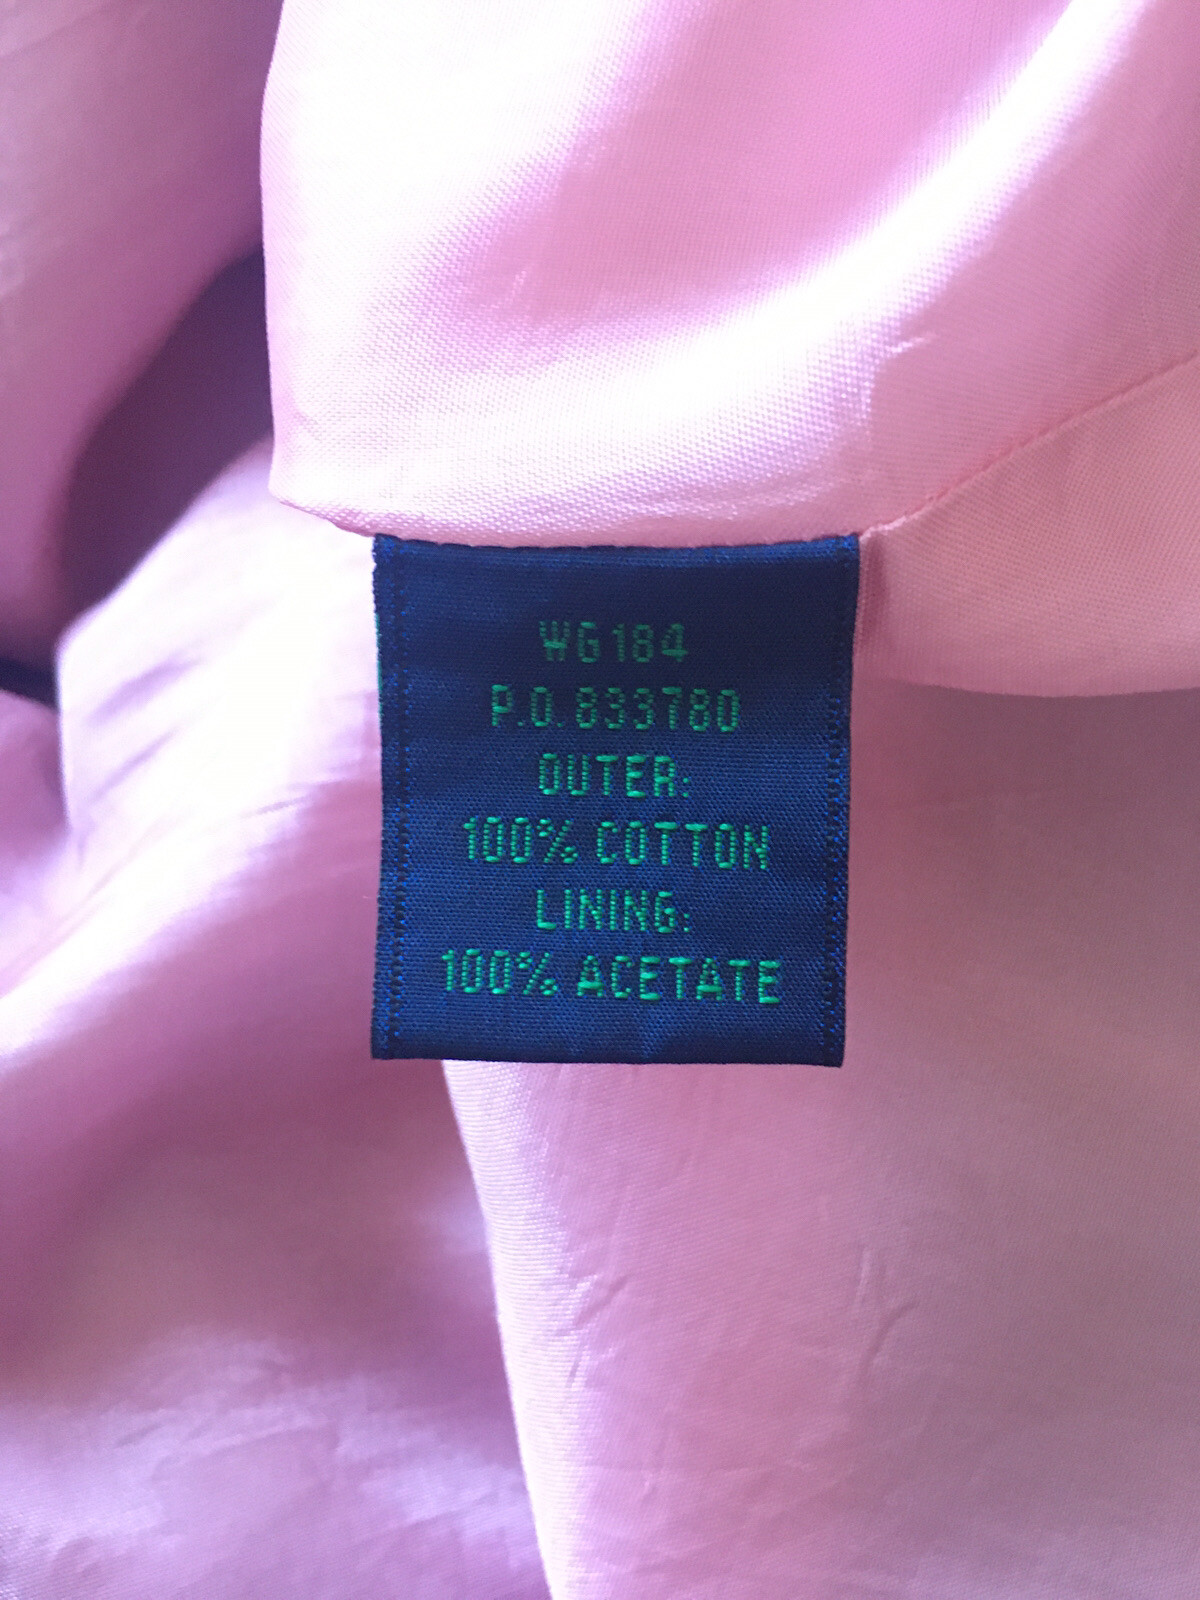 WG184
P.O. 833780
OUTER:
100% COTTON
LINING:
100% ACETATE